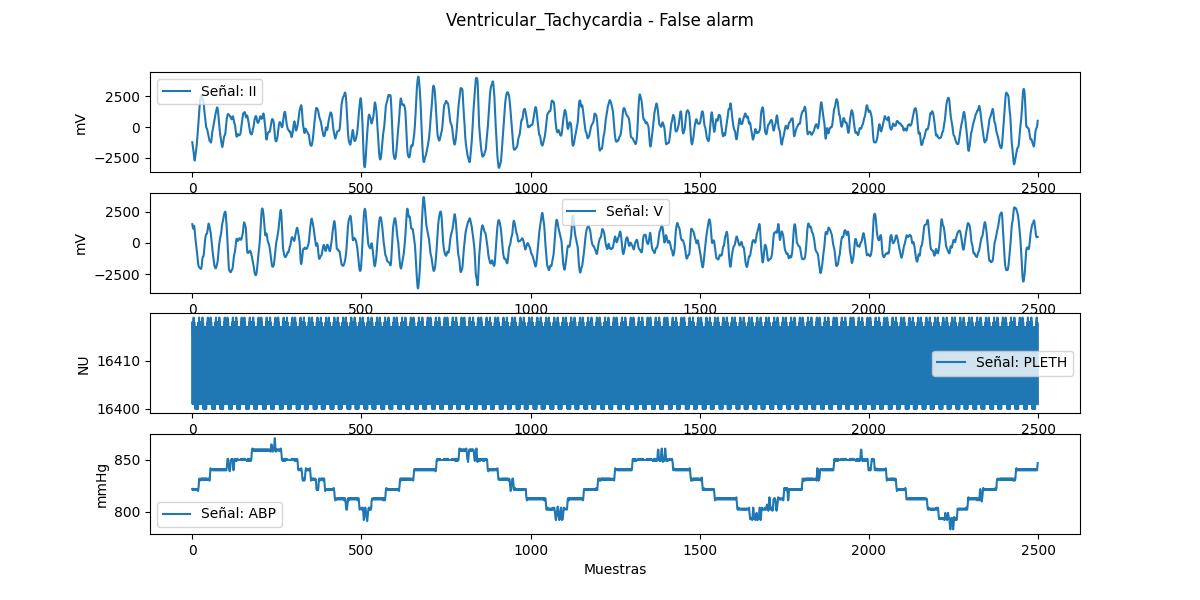 Ventricular_Tachycardia - False alarm
Señal: II
mV
2500
0
−2500
0 500 1000 1500 2000 2500
Señal: V
mV
2500
0
−2500
0 500 1000 1500 2000 2500
Señal: PLETH
NU
16410
16400
0 500 1000 1500 2000 2500
Señal: ABP
mmHg
850
800
0 500 1000 1500 2000 2500
Muestras